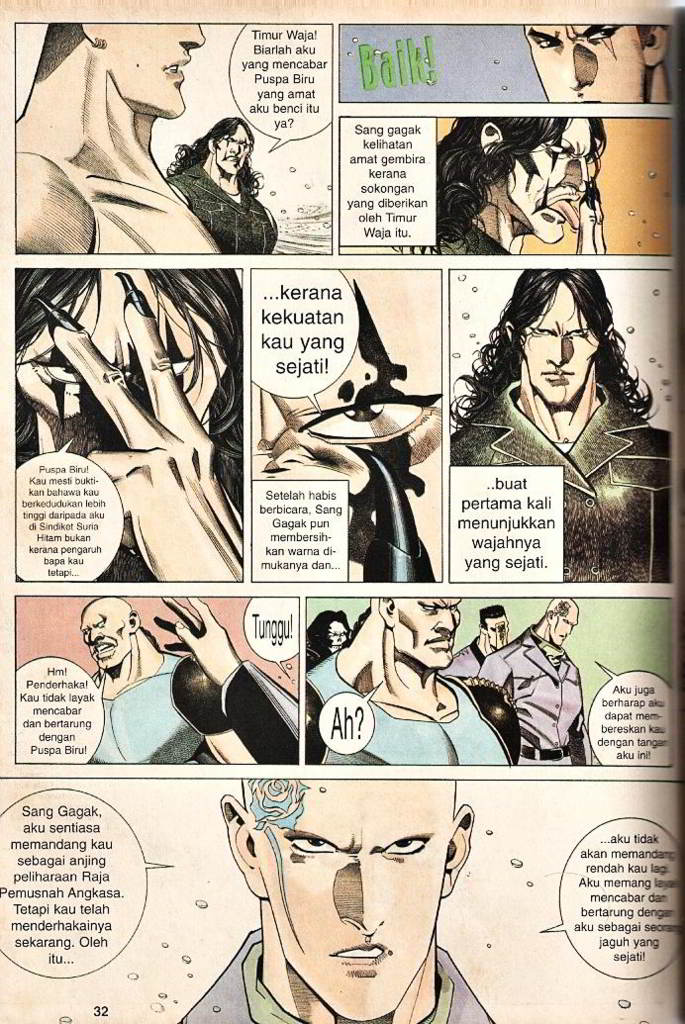 Timur Waja!
Biarlah aku
yang mencabar
Puspa Biru
yang amat
aku benci itu
ya?
Baik!
Sang gagak
kelihatan
amat gembira
kerana
sokongan
yang diberikan
oleh Timur
Waja itu.
Puspa Biru!
Kau mesti bukti-
kan bahawa kau
berkedudukan lebih
tinggi daripada aku
di Sindiket Suria
Hitam bukan
kerana pengaruh
bapa kau
tetapi...
...kerana
kekuatan
kau yang
sejati!
Setelah habis
berbicara, Sang
Gagak pun
membersih-
kan warna di-
mukanya dan...
..buat
pertama kali
menunjukkan
wajahnya
yang sejati.
Hm!
Penderhaka!
Kau tidak layak
mencabar
dan bertarung
dengan
Puspa Biru!
Tunggu!
Ah?
Aku juga
berharap aku
dapat mem-
bereskan kau
dengan tangan
aku ini!
Sang Gagak,
aku sentiasa
memandang kau
sebagai anjing
peliharaan Raja
Pemusnah Angkasa.
Tetapi kau telah
menderhakainya
sekarang. Oleh
itu...
...aku tidak
akan memandang
rendah kau lagi.
Aku memang layak
mencabar dan
bertarung dengan
aku sebagai seorang
jaguh yang
sejati!
32